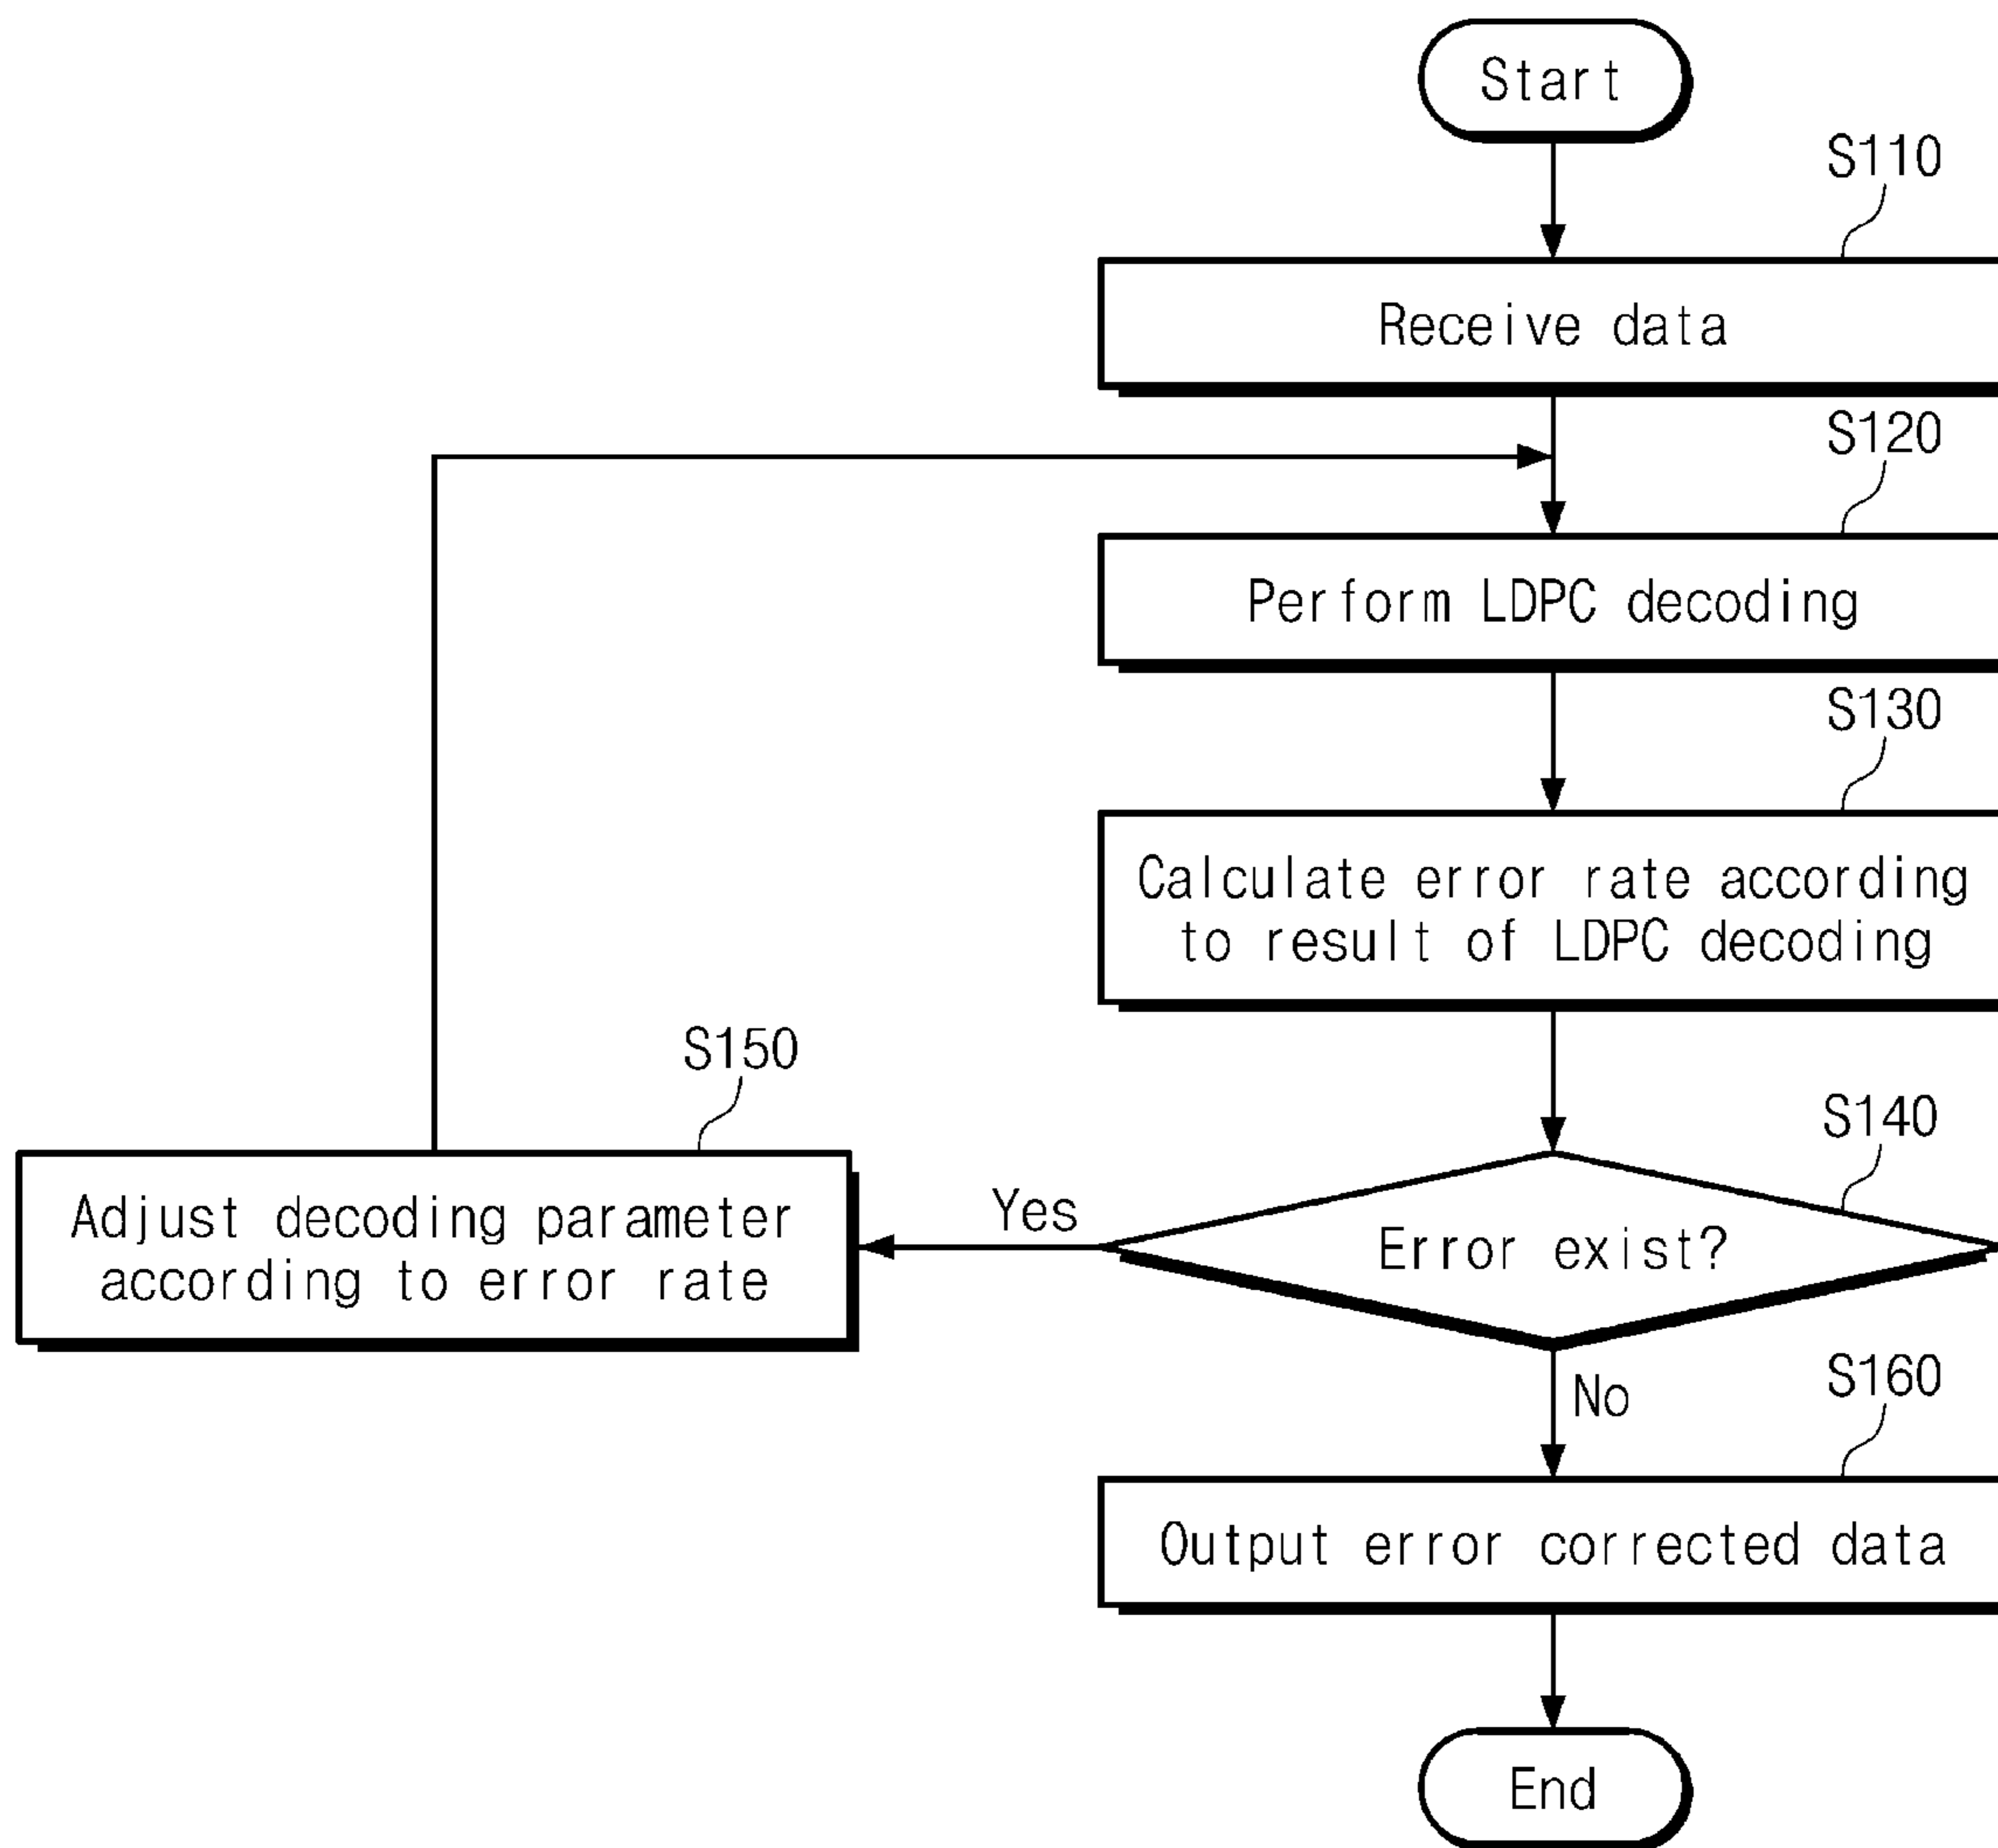 Start
S110
Receive data
S120
Perform LDPC decoding
S130
Calculate error rate according
to result of LDPC decoding
S150
S140
Adjust decoding parameter
according to error rate
Yes
Error exist?
No
S160
Output error corrected data
End